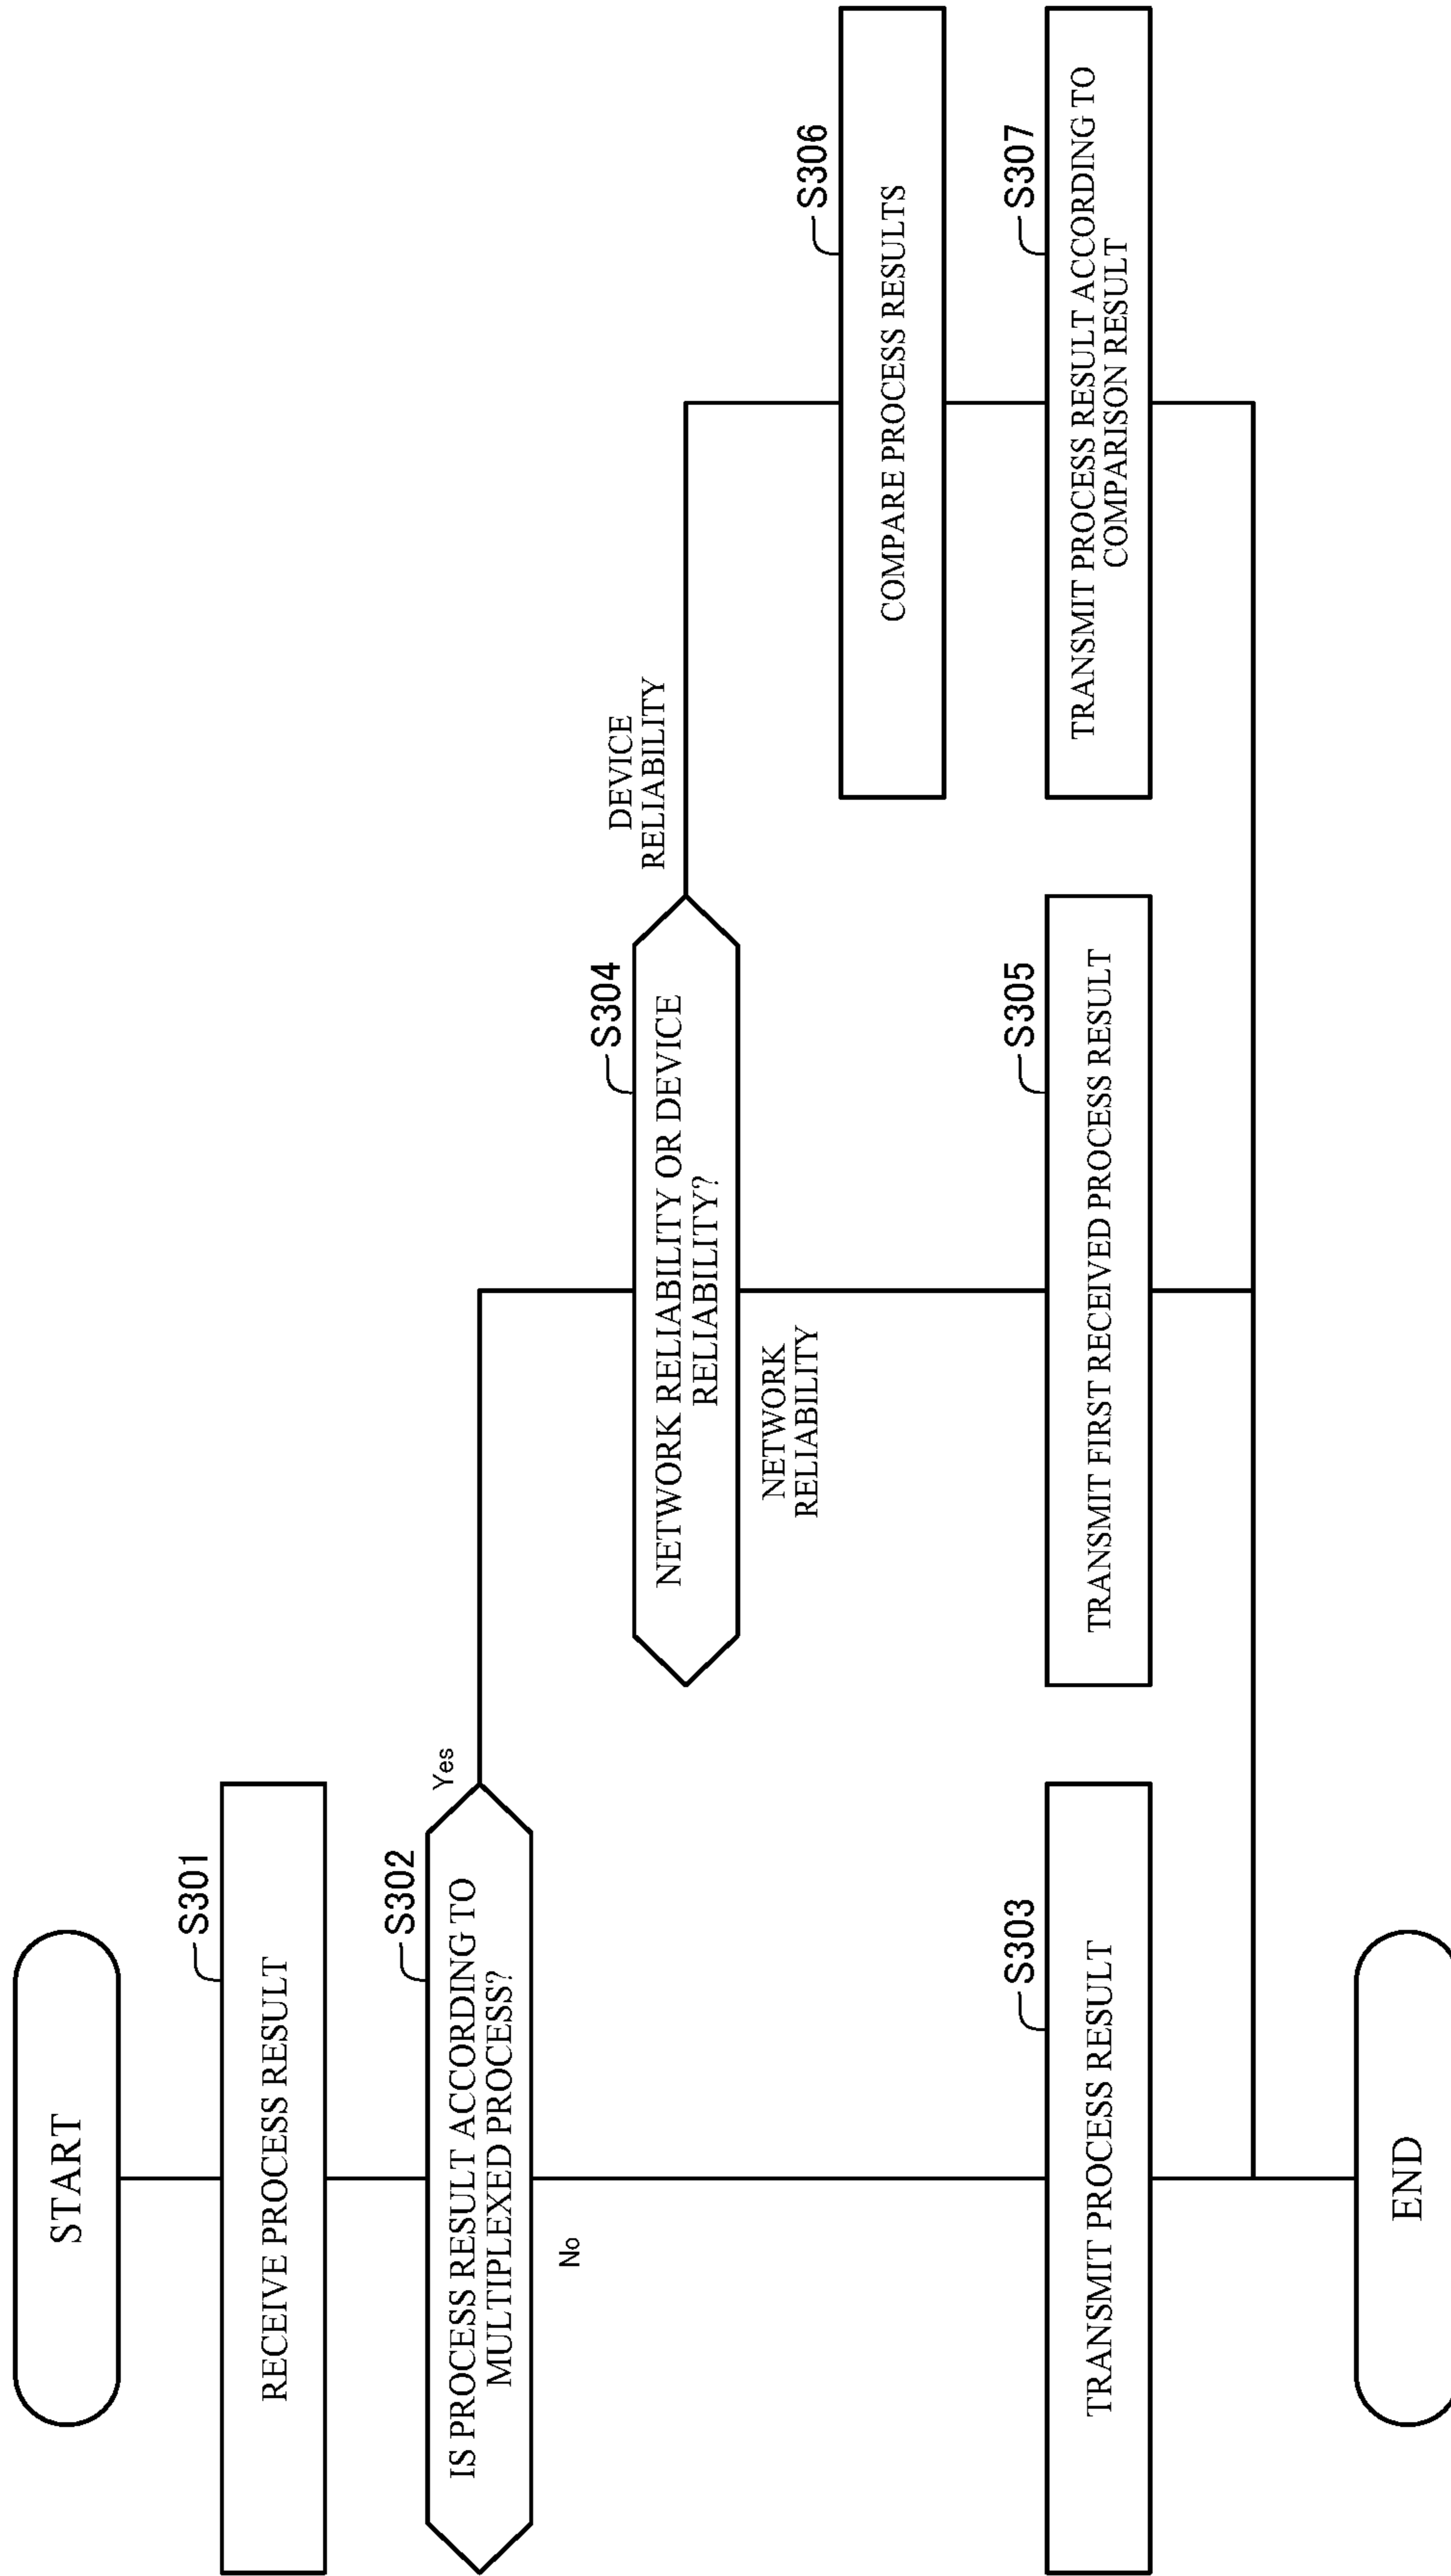 START
S301
RECEIVE PROCESS RESULT
S302
IS PROCESS RESULT ACCORDING TO
MULTIPLEXED PROCESS?
Yes
No
S304
NETWORK RELIABILITY OR DEVICE
RELIABILITY?
DEVICE
RELIABILITY
NETWORK
RELIABILITY
S306
COMPARE PROCESS RESULTS
S303
TRANSMIT PROCESS RESULT
S305
TRANSMIT FIRST RECEIVED PROCESS RESULT
S307
TRANSMIT PROCESS RESULT ACCORDING TO
COMPARISON RESULT
END